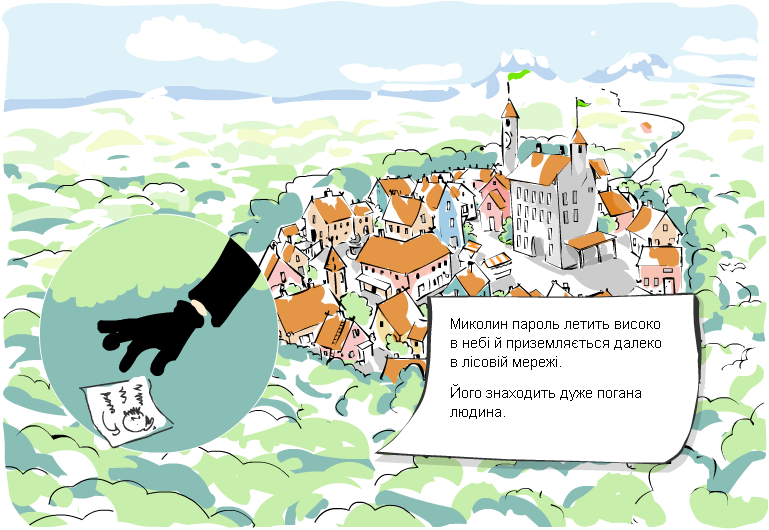 Миколин пароль летить високо
в небі й приземляється далеко
в лісовій мережі.
Його знаходить дуже погана
людина.